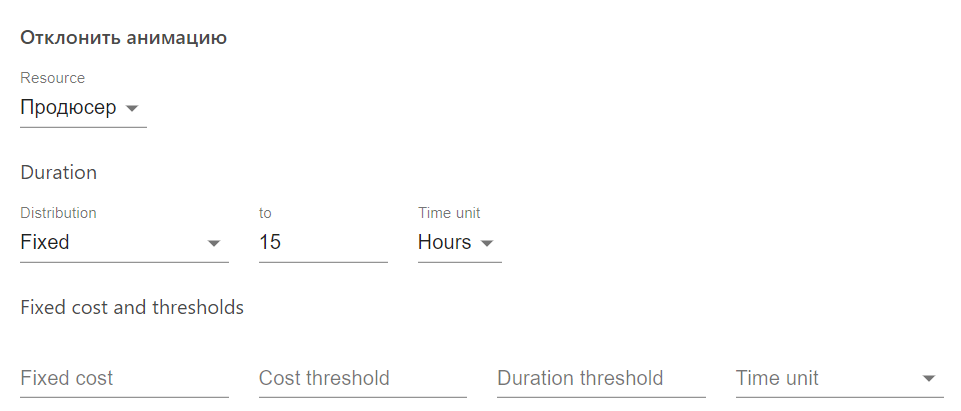 Отклонить анимацию
Resource
Продюсер
Duration
Distribution to Time unit
Fixed 15 Hours
Fixed cost and thresholds
Fixed cost Cost threshold Duration threshold Time unit